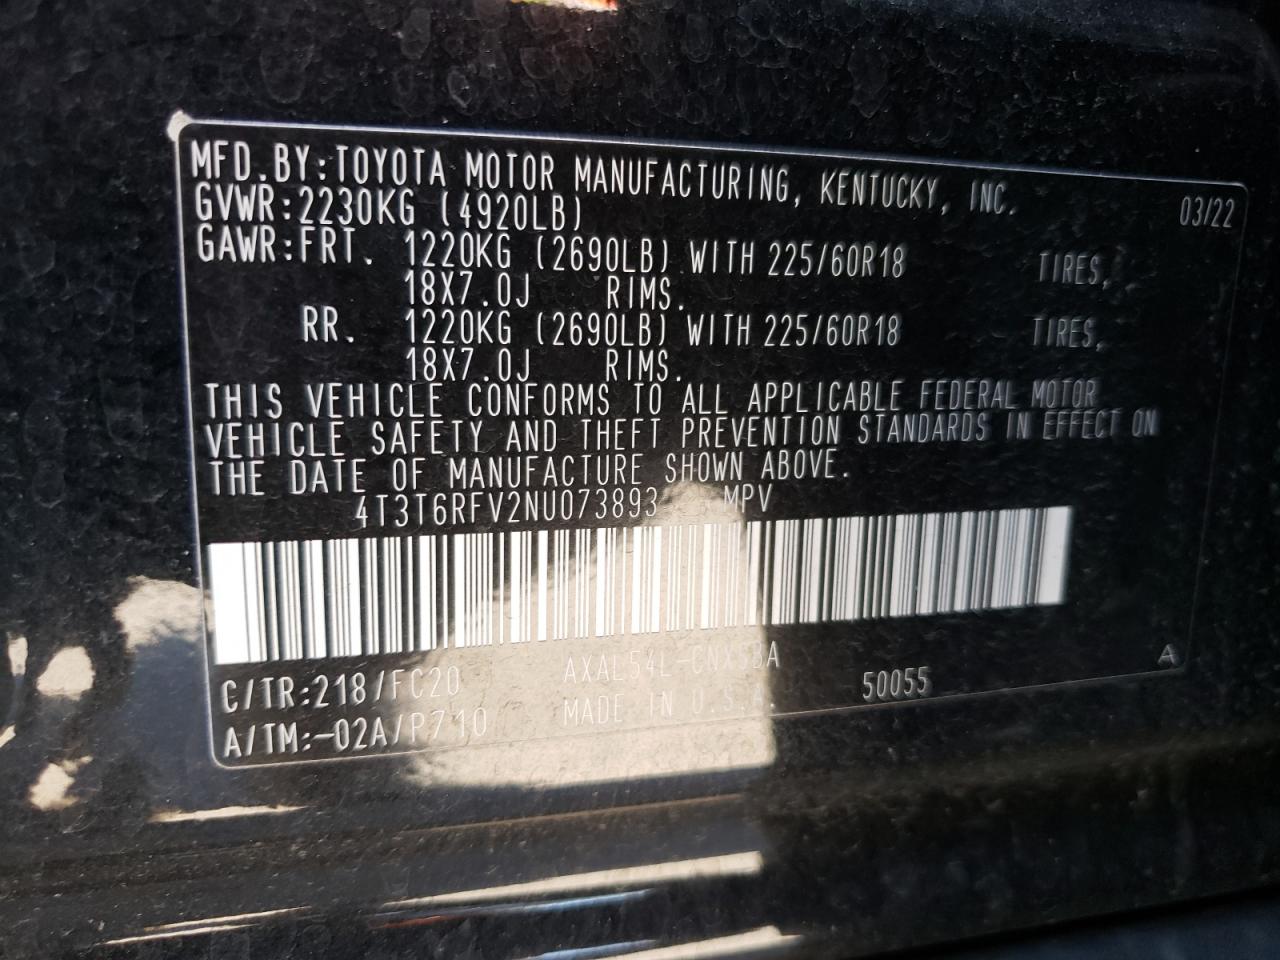 MFD.BY:TOYOTA MOTOR MANUFACTURING, KENTUCKY, INC. 03/22
GVWR:2230KG (4920LB)
GAWR:FRT. 1220KG (2690LB) WITH 225/60R18 TIRES,
18X7.0J RIMS.
RR. 1220KG (2690LB) WITH 225/60R18 TIRES,
18X7.0J RIMS.
THIS VEHICLE CONFORMS TO ALL APPLICABLE FEDERAL MOTOR
VEHICLE SAFETY AND THEFT PREVENTION STANDARDS IN EFFECT ON
THE DATE OF MANUFACTURE SHOWN ABOVE.
4T3T6RFV2NU073893 MPV
C/TR:218/FC20 AXAL54L-CNXSBA 50055 A
A/TM:-02A/P710 MADE IN U.S.A.